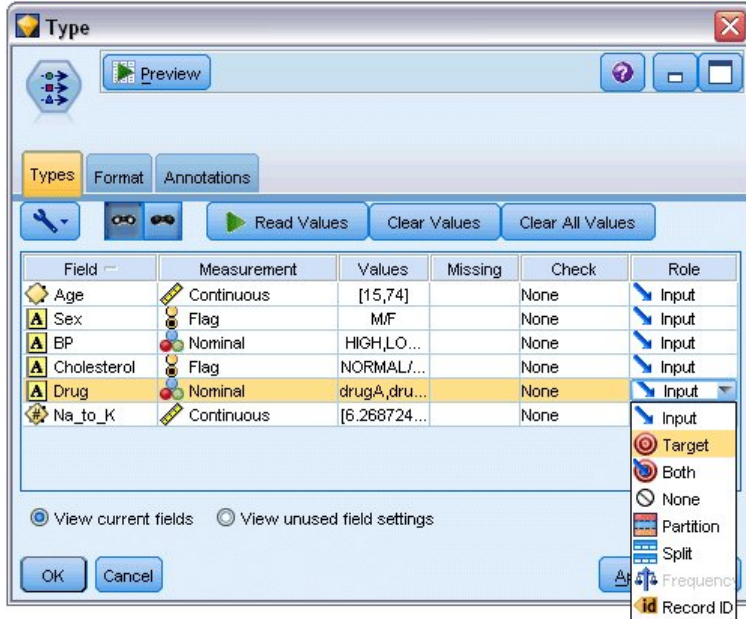 Type
Preview
Types Format Annotations
Read Values Clear Values Clear All Values
Field Measurement Values Missing Check Role
Age Continuous [15,74] None Input
A Sex Flag M/F None Input
A BP Nominal HIGH,LO... None Input
A Cholesterol Flag NORMAL/... None Input
A Drug Nominal drugA,dru... None Input
# Na_to_K Continuous [6.268724... None
Input
Target
Both
None
Partition
Split
Frequency
id Record ID
View current fields View unused field settings
OK Cancel